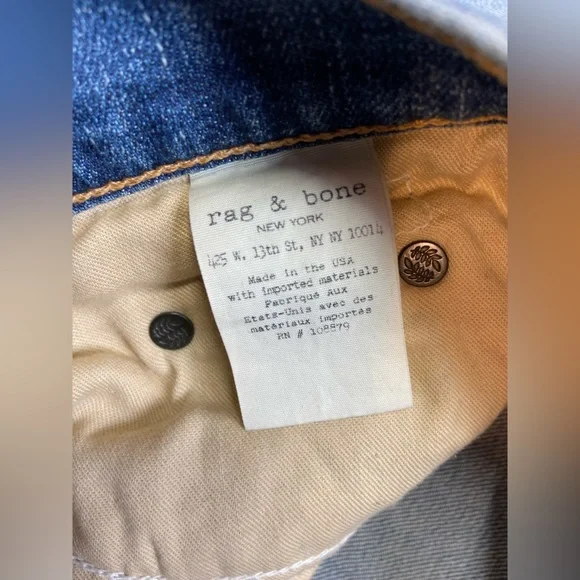 rag & bone
NEW YORK
425 W. 13th St, NY NY 10014
Made in the USA
with imported materials
Fabriqué Aux
Etats-Unis avec des
matériaux importés
RN # 108879